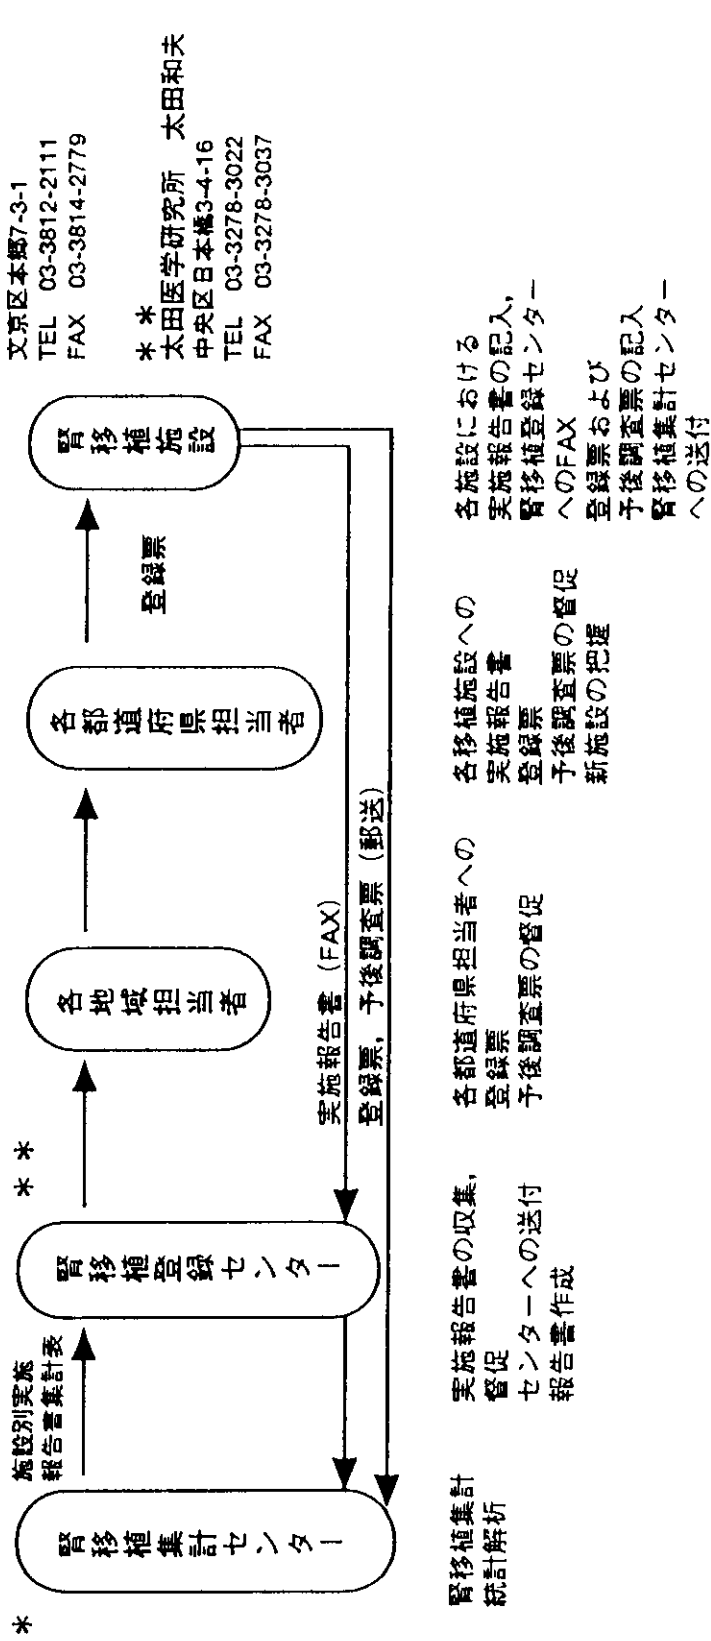 文京区本郷7-3-1
TEL 03-3812-2111
FAX 03-3814-2779
＊＊
太田医学研究所 太田和夫
中央区日本橋3-4-16
TEL 03-3278-3022
FAX 03-3278-3037
＊
腎移植集計センター
施設別実施
報告書集計表
＊＊
腎移植登録センター
各地域担当者
各都道府県担当者
登録票
腎移植施設
実施報告書（FAX）
登録票，予後調査票（郵送）
腎移植集計
統計解析
実施報告書の収集，
督促
センターへの送付
報告書作成
各都道府県担当者への
登録票
予後調査票の督促
各移植施設への
実施報告書
登録票
予後調査票の督促
新施設の把握
各施設における
実施報告書の記入，
腎移植登録センター
へのFAX
登録票および
予後調査票の記入
腎移植集計センター
への送付